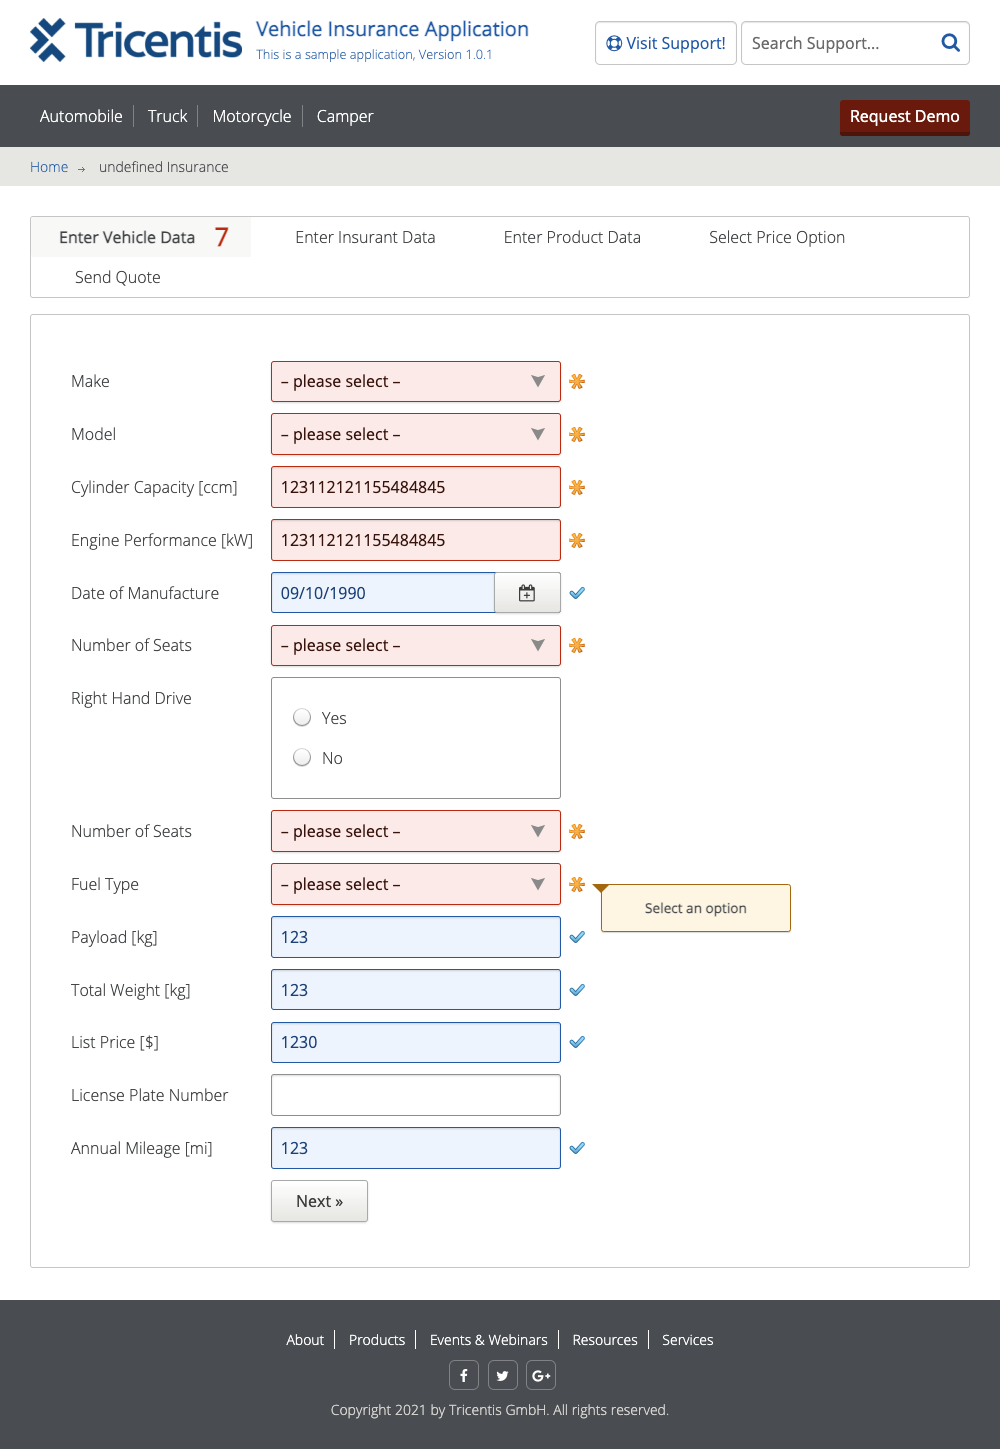 Tricentis
Vehicle Insurance Application
This is a sample application, Version 1.0.1
Visit Support!
Search Support...
Automobile
Truck
Motorcycle
Camper
Request Demo
Home
undefined Insurance
Enter Vehicle Data 7
Enter Insurant Data
Enter Product Data
Select Price Option
Send Quote
Make
– please select –
Model
– please select –
Cylinder Capacity [ccm]
123112121155484845
Engine Performance [kW]
123112121155484845
Date of Manufacture
09/10/1990
Number of Seats
– please select –
Right Hand Drive
Yes
No
Number of Seats
– please select –
Fuel Type
– please select –
Select an option
Payload [kg]
123
Total Weight [kg]
123
List Price [$]
1230
License Plate Number
Annual Mileage [mi]
123
Next »
About
Products
Events & Webinars
Resources
Services
Copyright 2021 by Tricentis GmbH. All rights reserved.